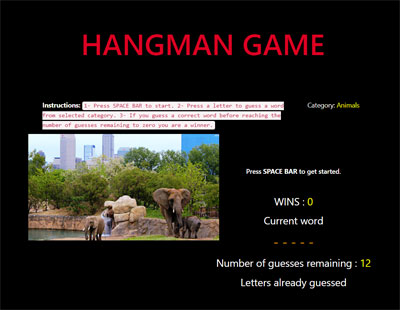 HANGMAN GAME
Instructions: 1- Press SPACE BAR to start. 2- Press a letter to guess a word
from selected category. 3- If you guess a correct word before reaching the
number of guesses remaining to zero you are a winner.
Category: Animals
Press SPACE BAR to get started.
WINS : 0
Current word
- - - - -
Number of guesses remaining : 12
Letters already guessed